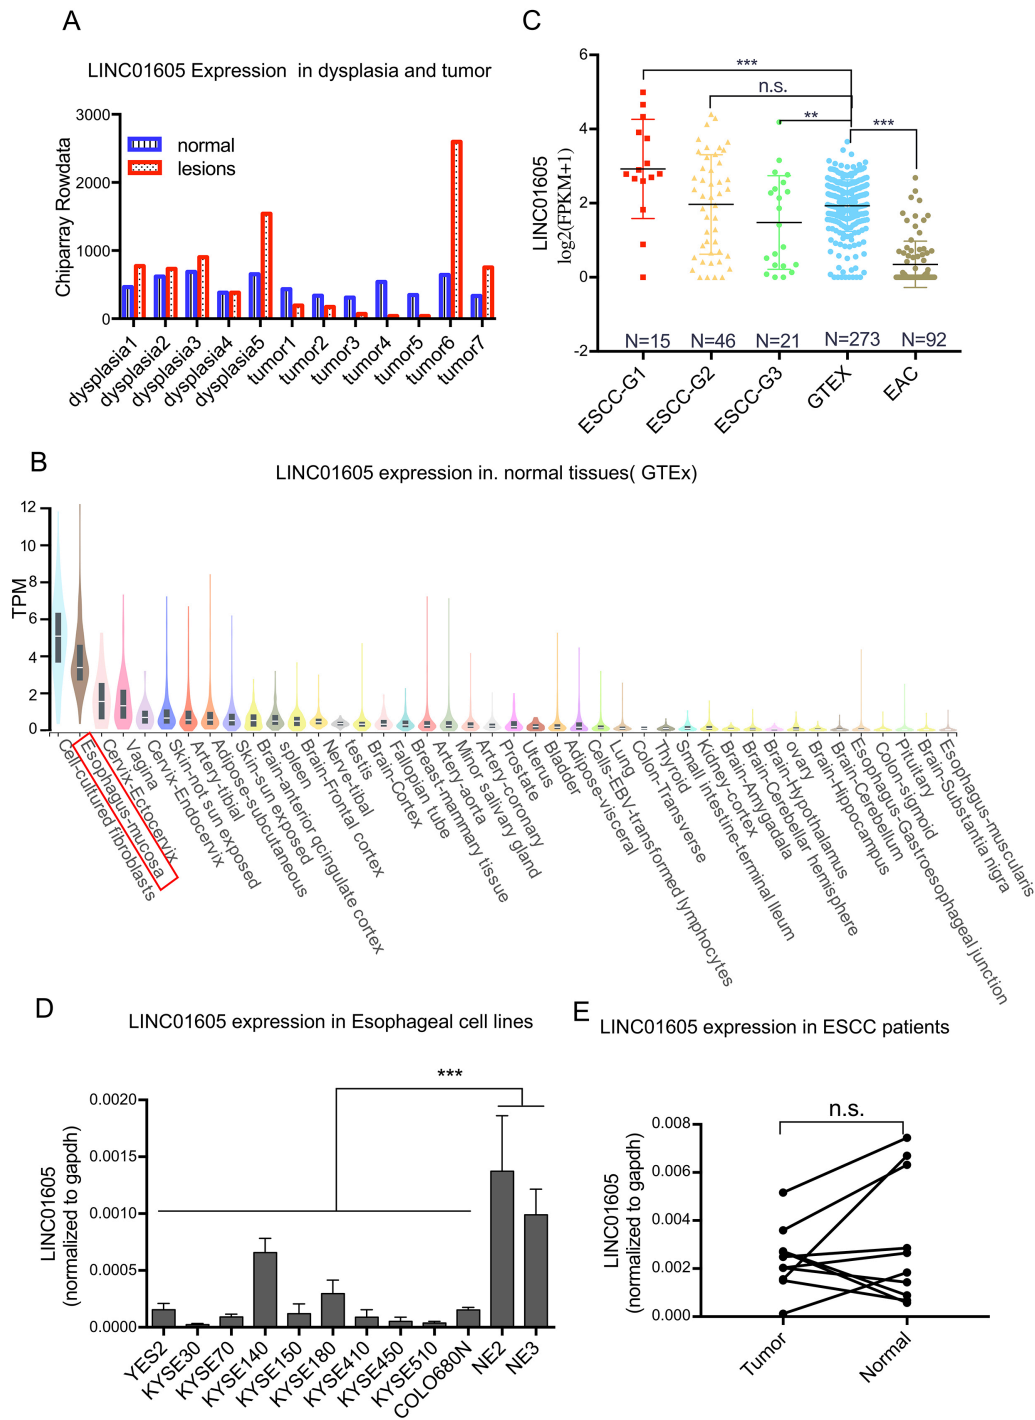 A
LINC01605 Expression in dysplasia and tumor
Chiparray Rowdata
3000
2000
1000
0
normal
lesions
dysplasia1
dysplasia2
dysplasia3
dysplasia4
dysplasia5
tumor1
tumor2
tumor3
tumor4
tumor5
tumor6
tumor7
C
LINC01605
log2(FPKM+1)
6
4
2
0
-2
***
n.s.
**
***
N=15
N=46
N=21
N=273
N=92
ESCC-G1
ESCC-G2
ESCC-G3
GTEX
EAC
B
LINC01605 expression in. normal tissues( GTEx)
TPM
12
10
8
6
4
2
0
Cell-cultured fibroblasts
Esophagus-mucosa
Cervix-Ectocervix
Vagina
Cervix-Endocervix
Skin-not sun exposed
Artery-tibial
Adipose-subcutaneous
Skin-sun exposed
Brain-anterior qcingulate cortex
spleen
Brain-Frontal cortex
Nerve-tibal
testis
Brain-Cortex
Fallopian tube
Breast-mammary tissue
Artery-aorta
Minor salivary gland
Artery-coronary
Prostate
Uterus
Bladder
Adipose-visceral
Cells-EBV-transformed lymphocytes
Lung
Colon-Transverse
Thyroid
Small intestine-terminal Ileum
Kidney-cortex
Brain-Amygadala
Brain-Cerebellar hemisphere
Brain-Hypothalamus
ovary
Brain-Hippocampus
Brain-Cerebellum
Esophagus-Gastroesophageal junction
Colon-sigmoid
Pituitary
Brain-Substantia nigra
Esophagus-muscularis
D
LINC01605 expression in Esophageal cell lines
LINC01605
(normalized to gapdh)
0.0020
0.0015
0.0010
0.0005
0.0000
***
YES2
KYSE30
KYSE70
KYSE140
KYSE150
KYSE180
KYSE410
KYSE450
KYSE510
COLO680N
NE2
NE3
E
LINC01605 expression in ESCC patients
LINC01605
(normalized to gapdh)
0.008
0.006
0.004
0.002
0.000
n.s.
Tumor
Normal